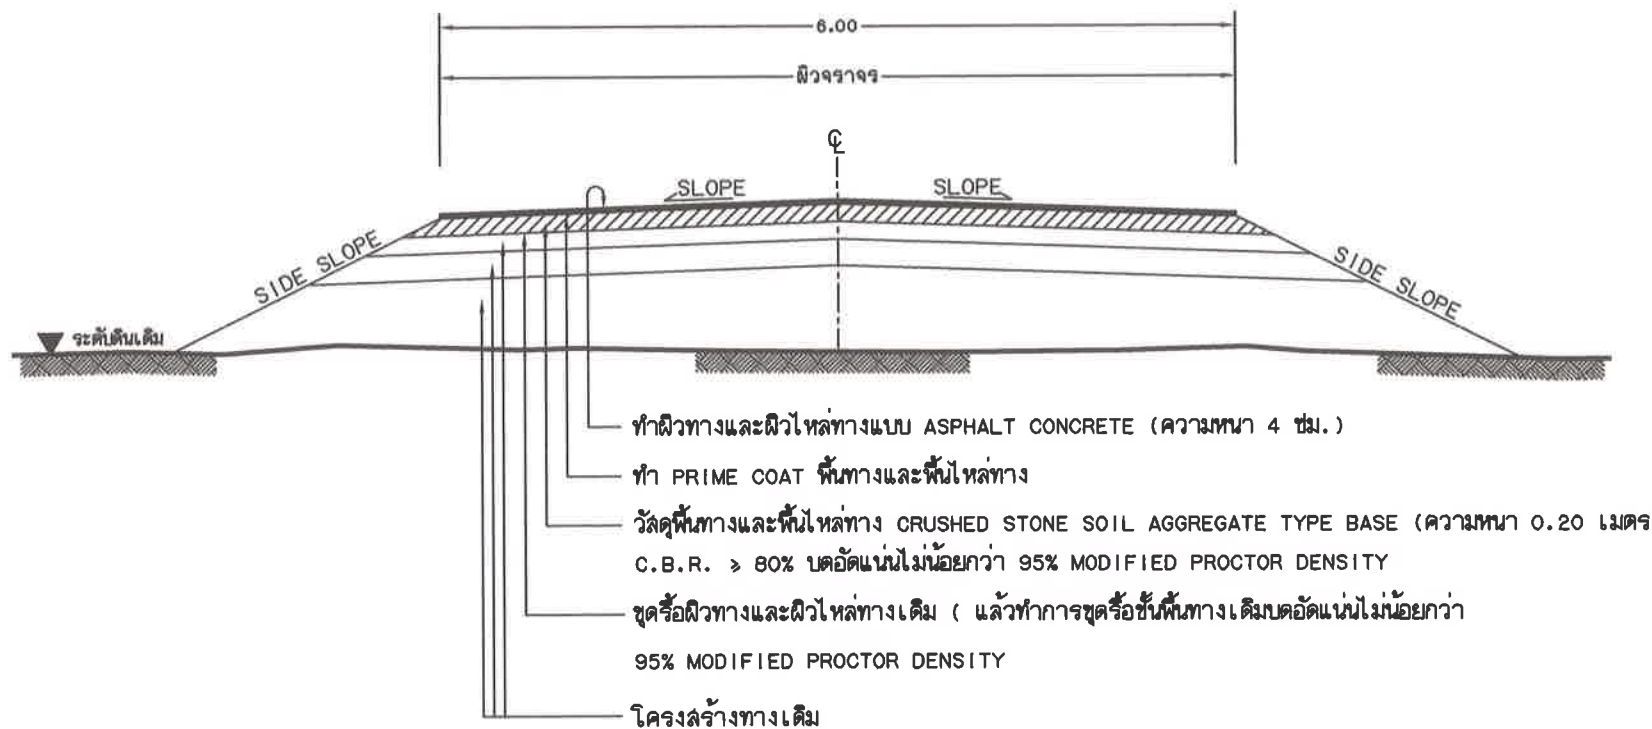 6.00
ผิวจราจร
℄
SLOPE
SLOPE
SIDE SLOPE
SIDE SLOPE
ระดับดินเดิม
ทำผิวทางและผิวไหล่ทางแบบ ASPHALT CONCRETE (ความหนา 4 ซม.)
ทำ PRIME COAT พื้นทางและพื้นไหล่ทาง
วัสดุพื้นทางและพื้นไหล่ทาง CRUSHED STONE SOIL AGGREGATE TYPE BASE (ความหนา 0.20 เมตร
C.B.R. ⩾ 80% บดอัดแน่นไม่น้อยกว่า 95% MODIFIED PROCTOR DENSITY
ขุดรื้อผิวทางและผิวไหล่ทางเดิม ( แล้วทำการขุดรื้อชั้นพื้นทางเดิมบดอัดแน่นไม่น้อยกว่า
95% MODIFIED PROCTOR DENSITY
โครงสร้างทางเดิม